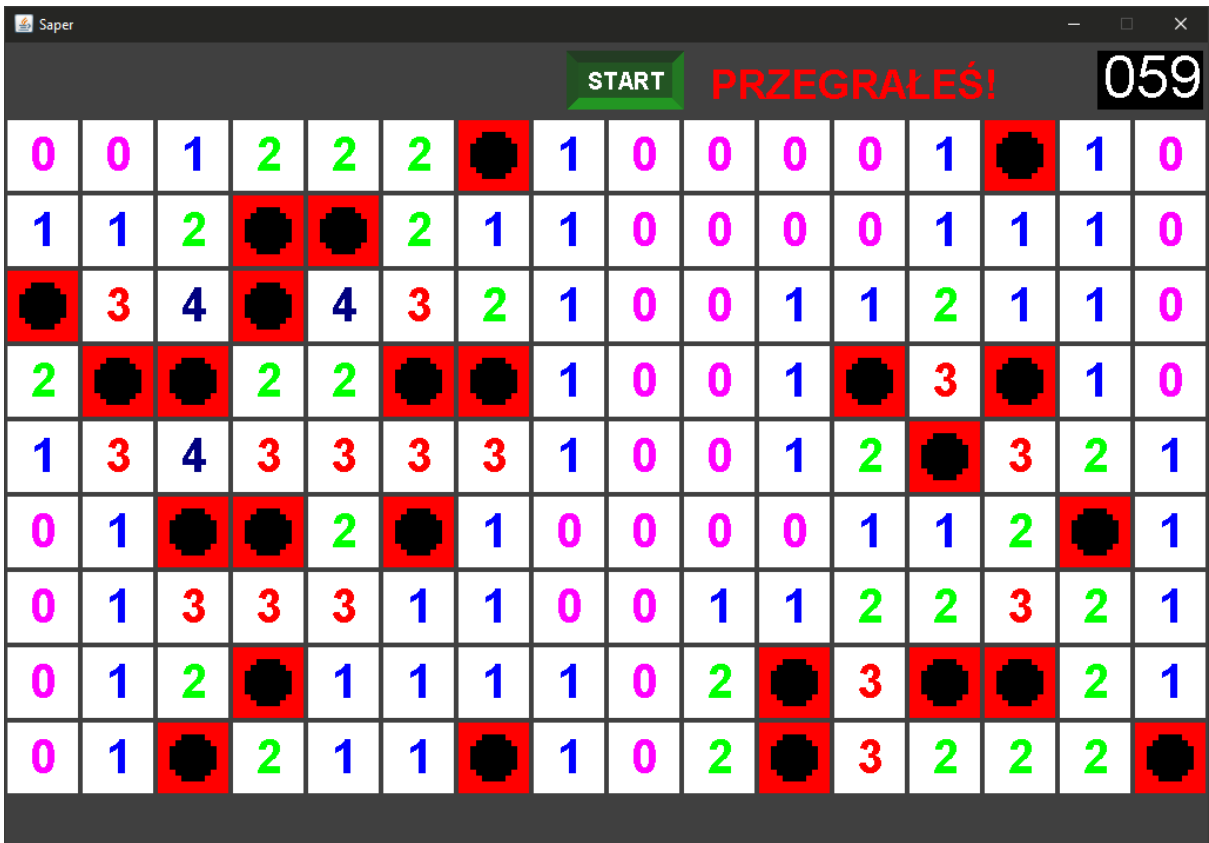 Saper
START PRZEGRAŁEŚ! 059
0 0 1 2 2 2 1 0 0 0 0 1 1 0
1 1 2 2 1 1 0 0 0 0 1 1 1 0
3 4 4 3 2 1 0 0 1 1 2 1 1 0
2 2 2 1 0 0 1 3 1 0
1 3 4 3 3 3 3 1 0 0 1 2 3 2 1
0 1 2 1 0 0 0 0 1 1 2 1
0 1 3 3 3 1 1 0 0 1 1 2 2 3 2 1
0 1 2 1 1 1 1 0 2 3 2 1
0 1 2 1 1 1 0 2 3 2 2 2